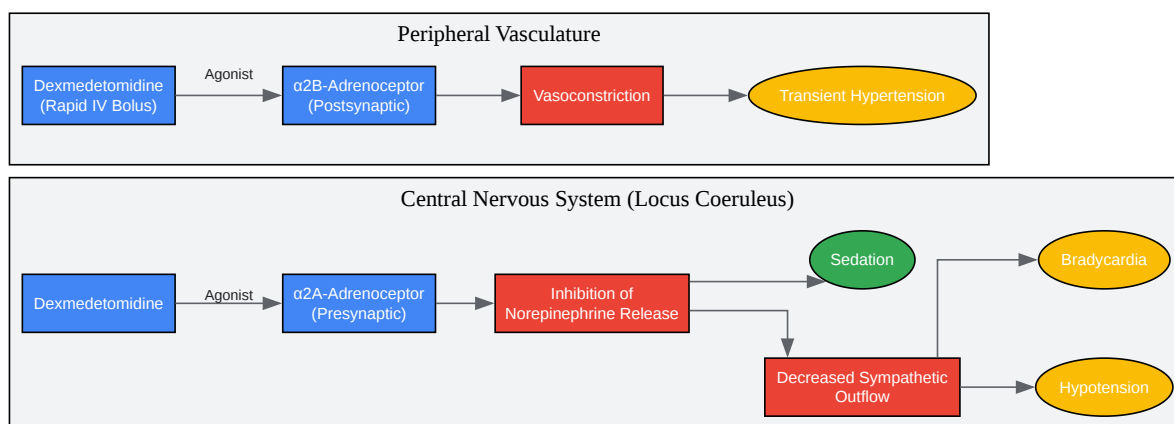 Peripheral Vasculature
Dexmedetomidine
(Rapid IV Bolus)
Agonist
α2B-Adrenoceptor
(Postsynaptic)
Vasoconstriction
Transient Hypertension
Central Nervous System (Locus Coeruleus)
Dexmedetomidine
Agonist
α2A-Adrenoceptor
(Presynaptic)
Inhibition of
Norepinephrine Release
Sedation
Decreased Sympathetic
Outflow
Bradycardia
Hypotension